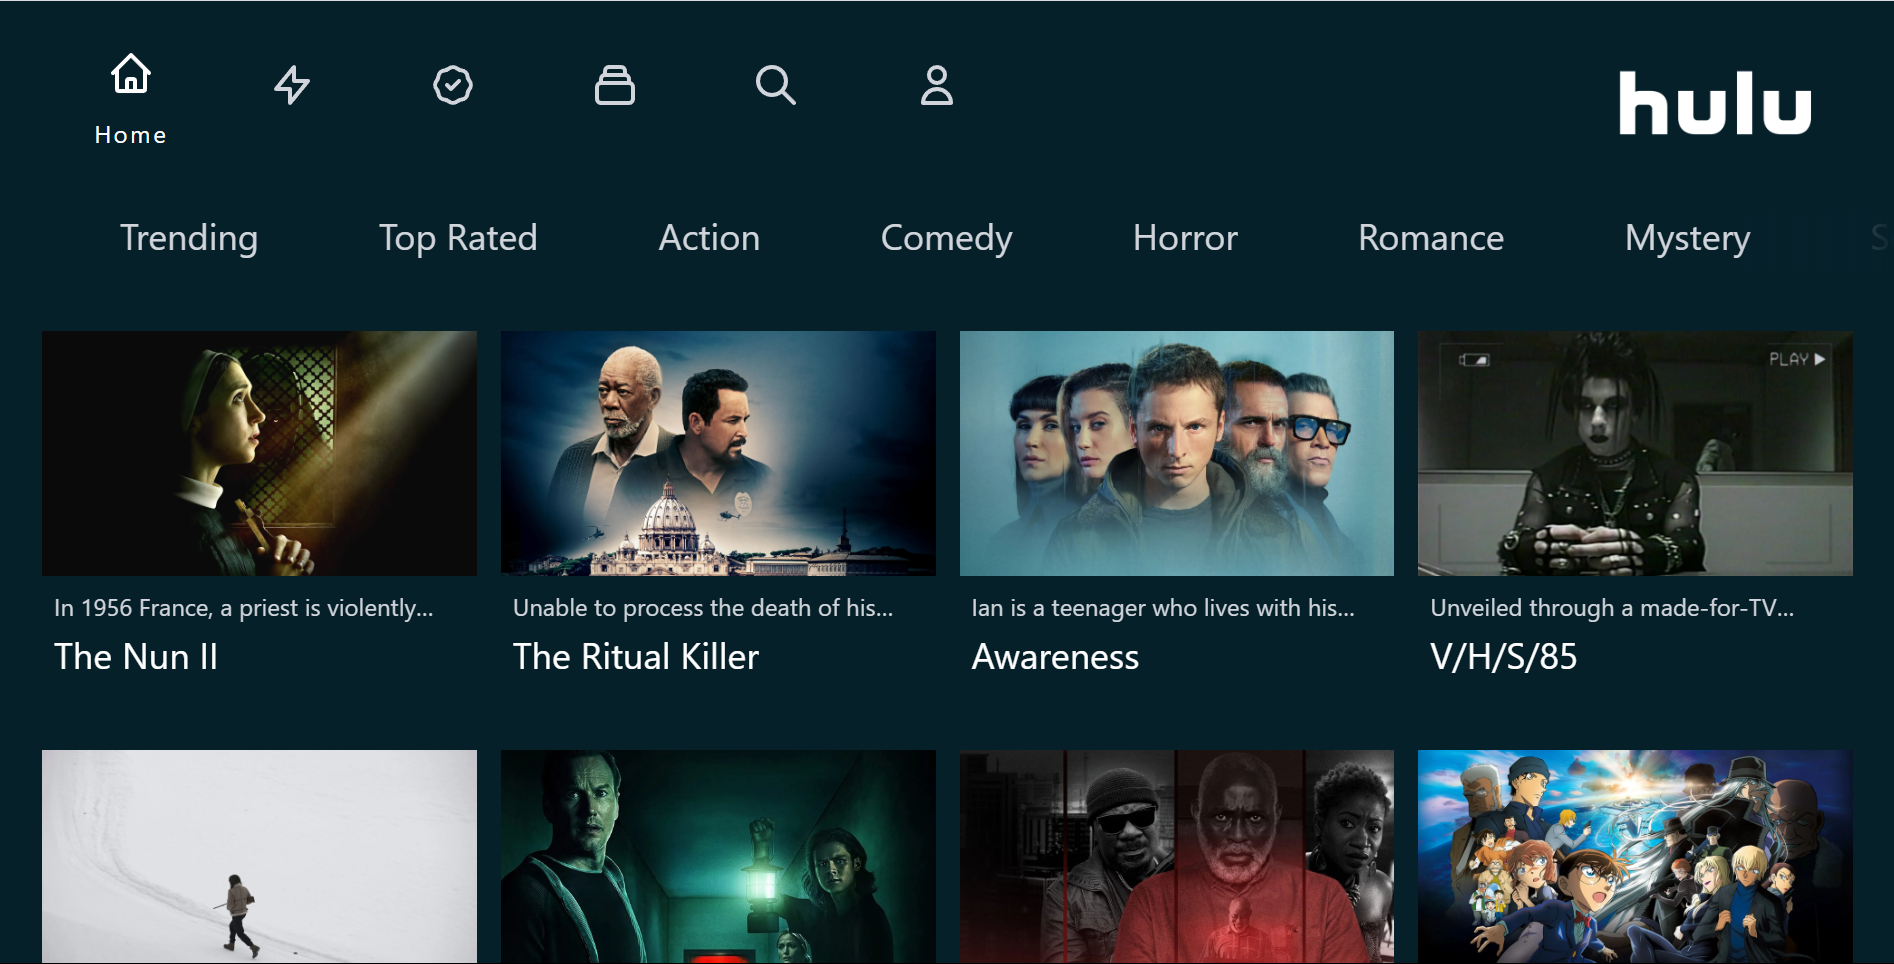 Home
hulu
Trending
Top Rated
Action
Comedy
Horror
Romance
Mystery
S
PLAY
In 1956 France, a priest is violently...
The Nun II
Unable to process the death of his...
The Ritual Killer
Ian is a teenager who lives with his...
Awareness
Unveiled through a made-for-TV...
V/H/S/85